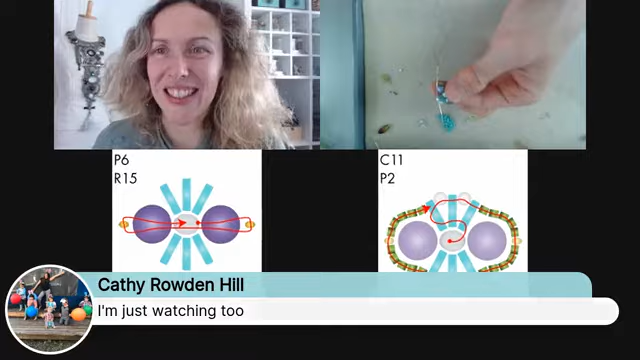 P6
R15
C11
P2
Cathy Rowden Hill
I'm just watching too